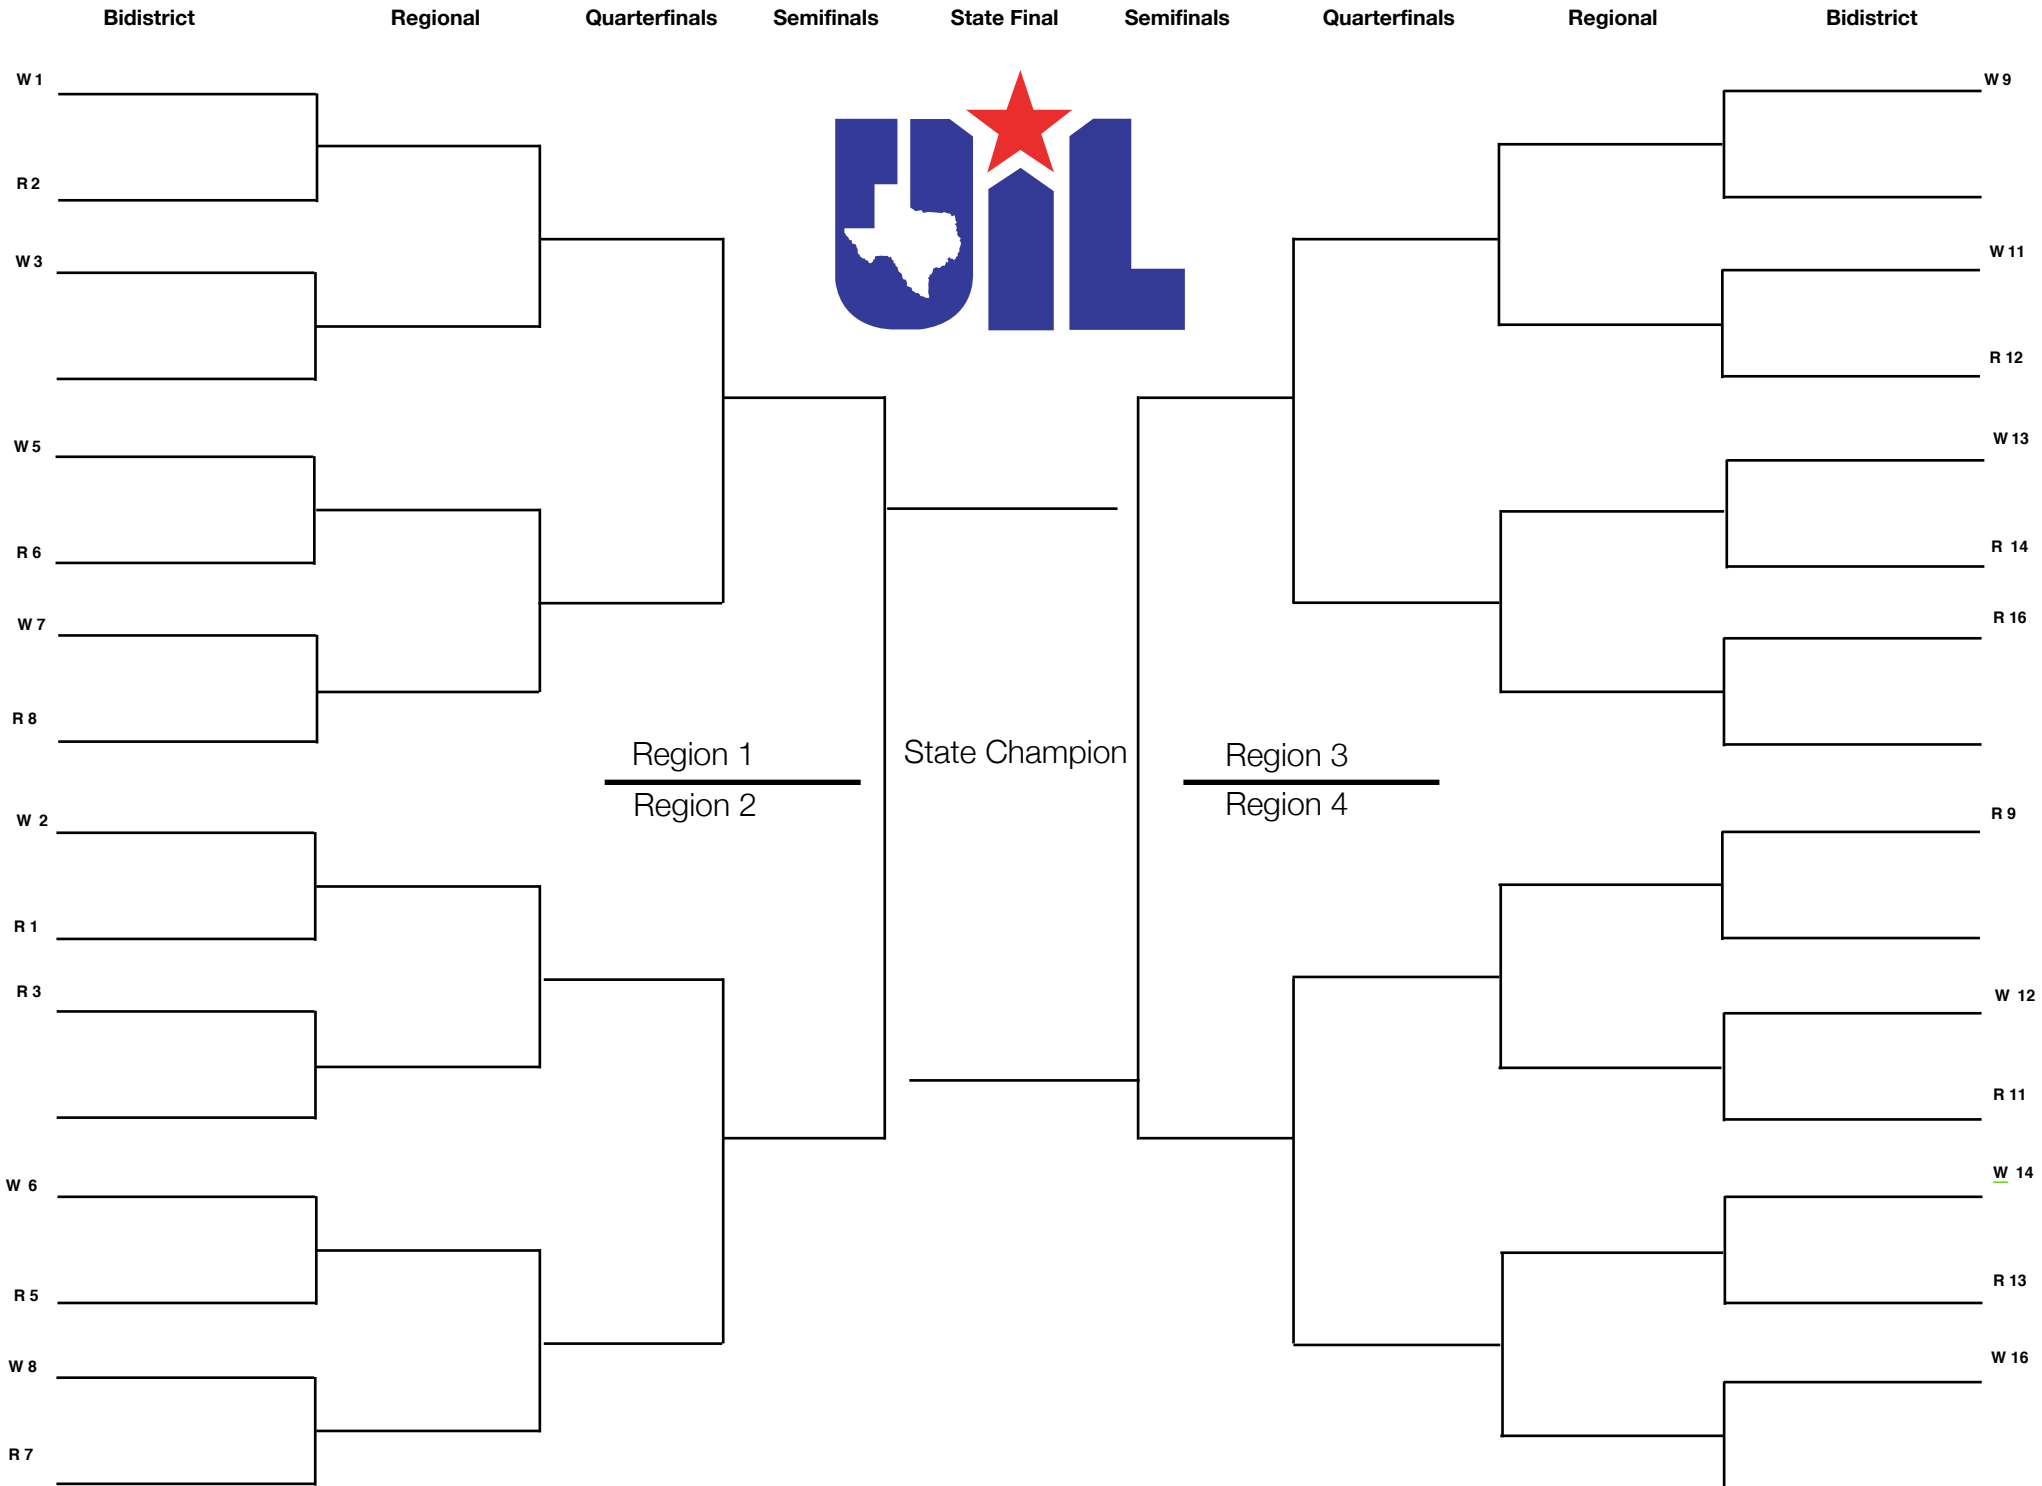 Bidistrict Regional Quarterfinals Semifinals State Final Semifinals Quarterfinals Regional Bidistrict
W 1
R 2
W 3
W 5
R 6
W 7
R 8
W 2
R 1
R 3
W 6
R 5
W 8
R 7
UIL
Region 1
Region 2
State Champion
Region 3
Region 4
W 9
W 11
R 12
W 13
R 14
R 16
R 9
W 12
R 11
W 14
R 13
W 16